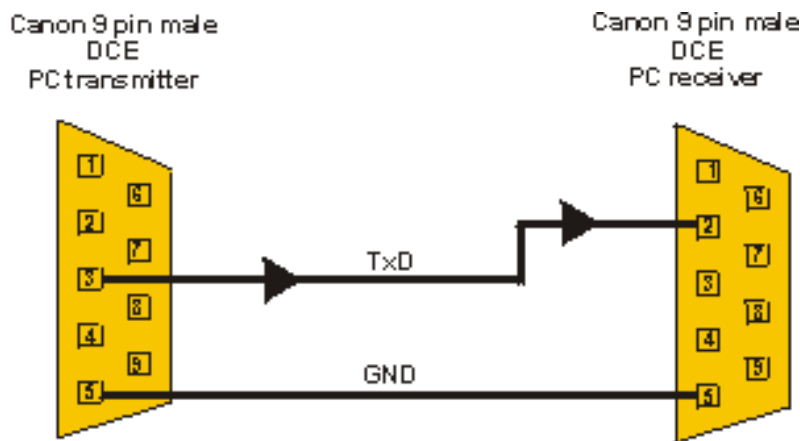 Canon 9 pin male
DCE
PC transmitter
Canon 9 pin male
DCE
PC receiver
1
6
2
7
3
8
4
9
5
TxD
GND
1
6
2
7
3
8
4
9
5